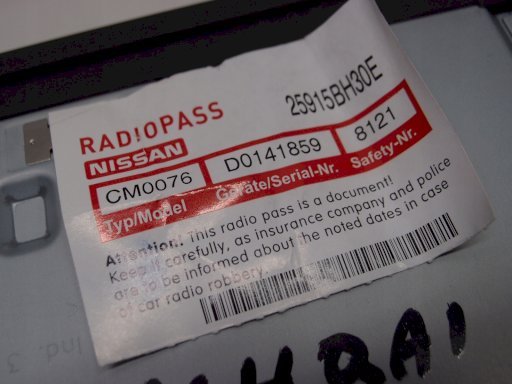 RADIOPASS 25915BH30E
NISSAN
CM0076 D0141859 8121
Typ/Model Geräte/Serial-Nr. Safety-Nr.
Attention! This radio pass is a document!
Keep it carefully, as insurance company and police
are to be informed about the noted dates in case
of car radio robbery.
Ind. 3